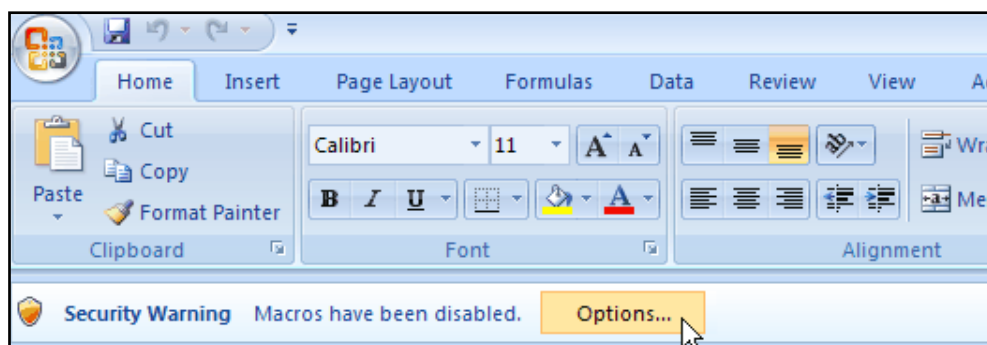 Home Insert Page Layout Formulas Data Review View
Cut
Calibri 11 A A
Copy
Paste
Format Painter
B I U A
Clipboard Font Alignment
Security Warning Macros have been disabled. Options...